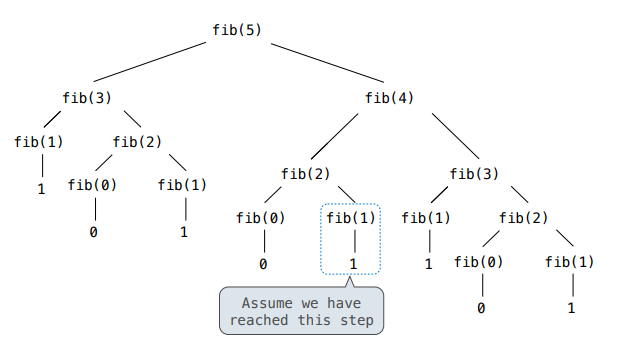 fib(5)
fib(3) fib(4)
fib(1) fib(2)
fib(2) fib(3)
1 fib(0) fib(1)
fib(0) fib(1) fib(1) fib(2)
0 1
0 1 1 fib(0) fib(1)
Assume we have
reached this step
0 1